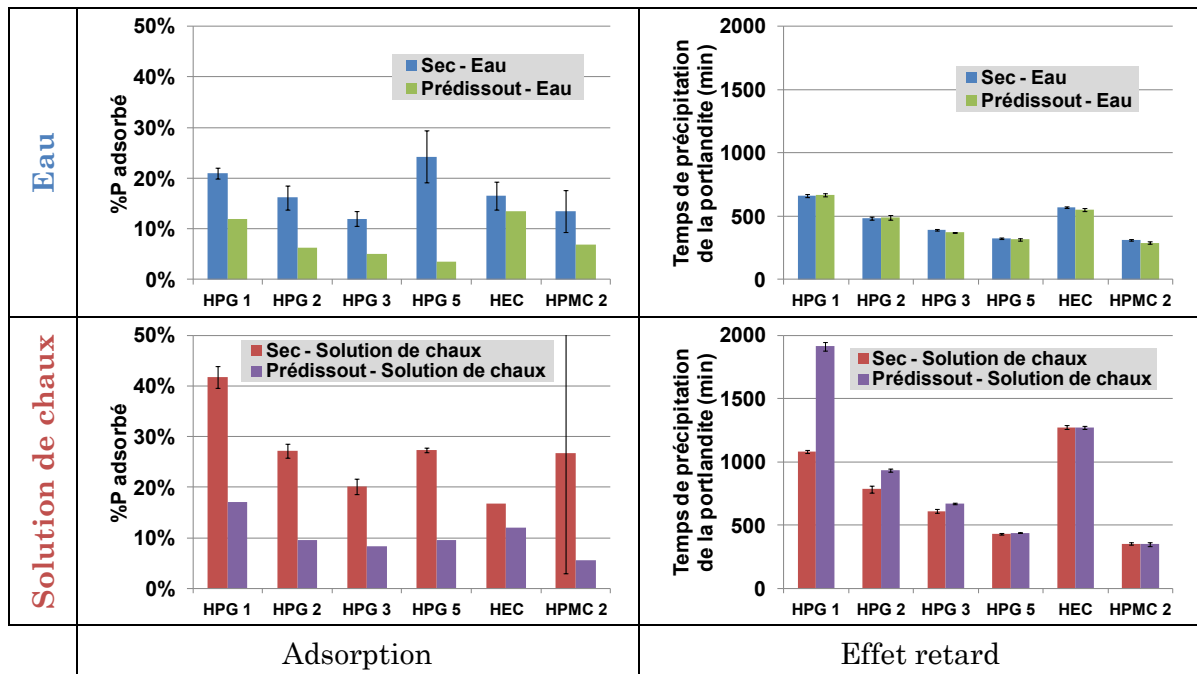 Eau
%P adsorbé
50%
40%
30%
20%
10%
0%
Sec - Eau
Prédissout - Eau
HPG 1 HPG 2 HPG 3 HPG 5 HEC HPMC 2
Temps de précipitation
de la portlandite (min)
2000
1500
1000
500
0
Sec - Eau
Prédissout - Eau
HPG 1 HPG 2 HPG 3 HPG 5 HEC HPMC 2
Solution de chaux
%P adsorbé
50%
40%
30%
20%
10%
0%
Sec - Solution de chaux
Prédissout - Solution de chaux
HPG 1 HPG 2 HPG 3 HPG 5 HEC HPMC 2
Temps de précipitation
de la portlandite (min)
2000
1500
1000
500
0
Sec - Solution de chaux
Prédissout - Solution de chaux
HPG 1 HPG 2 HPG 3 HPG 5 HEC HPMC 2
Adsorption
Effet retard